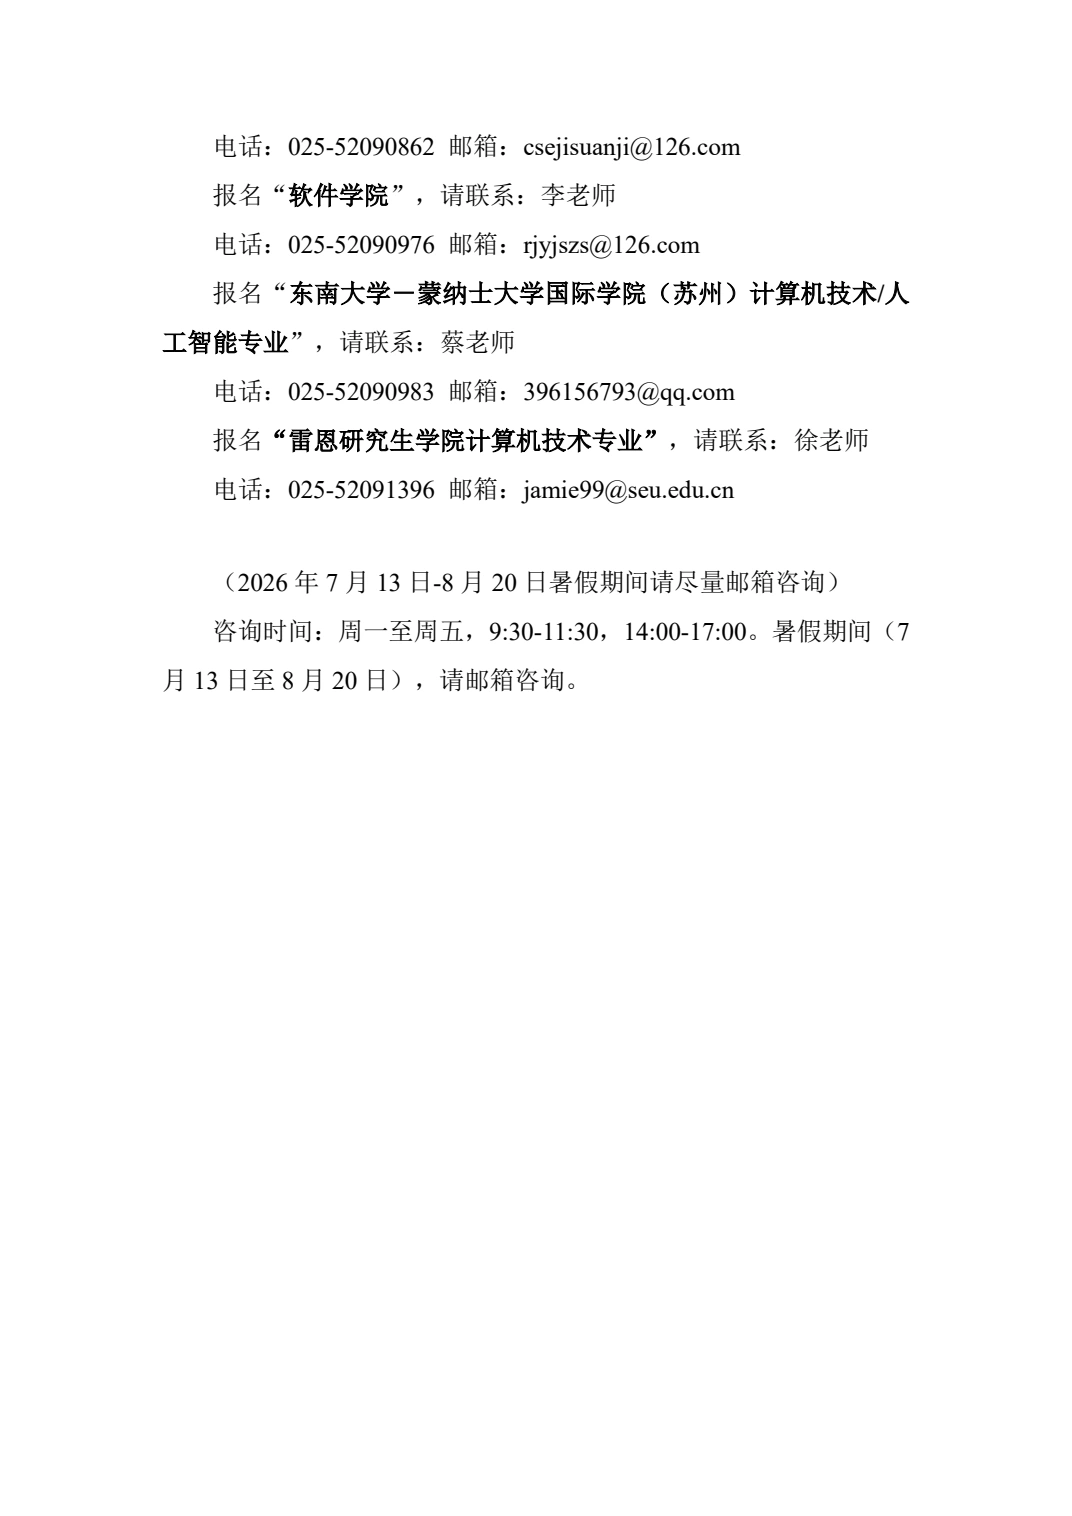 电话：025-52090862 邮箱：csejisuanji@126.com
报名“软件学院”，请联系：李老师
电话：025-52090976 邮箱：rjyjszs@126.com
报名“东南大学－蒙纳士大学国际学院（苏州）计算机技术/人
工智能专业”，请联系：蔡老师
电话：025-52090983 邮箱：396156793@qq.com
报名“雷恩研究生学院计算机技术专业”，请联系：徐老师
电话：025-52091396 邮箱：jamie99@seu.edu.cn
（2026 年 7 月 13 日-8 月 20 日暑假期间请尽量邮箱咨询）
咨询时间：周一至周五，9:30-11:30，14:00-17:00。暑假期间（7
月 13 日至 8 月 20 日），请邮箱咨询。